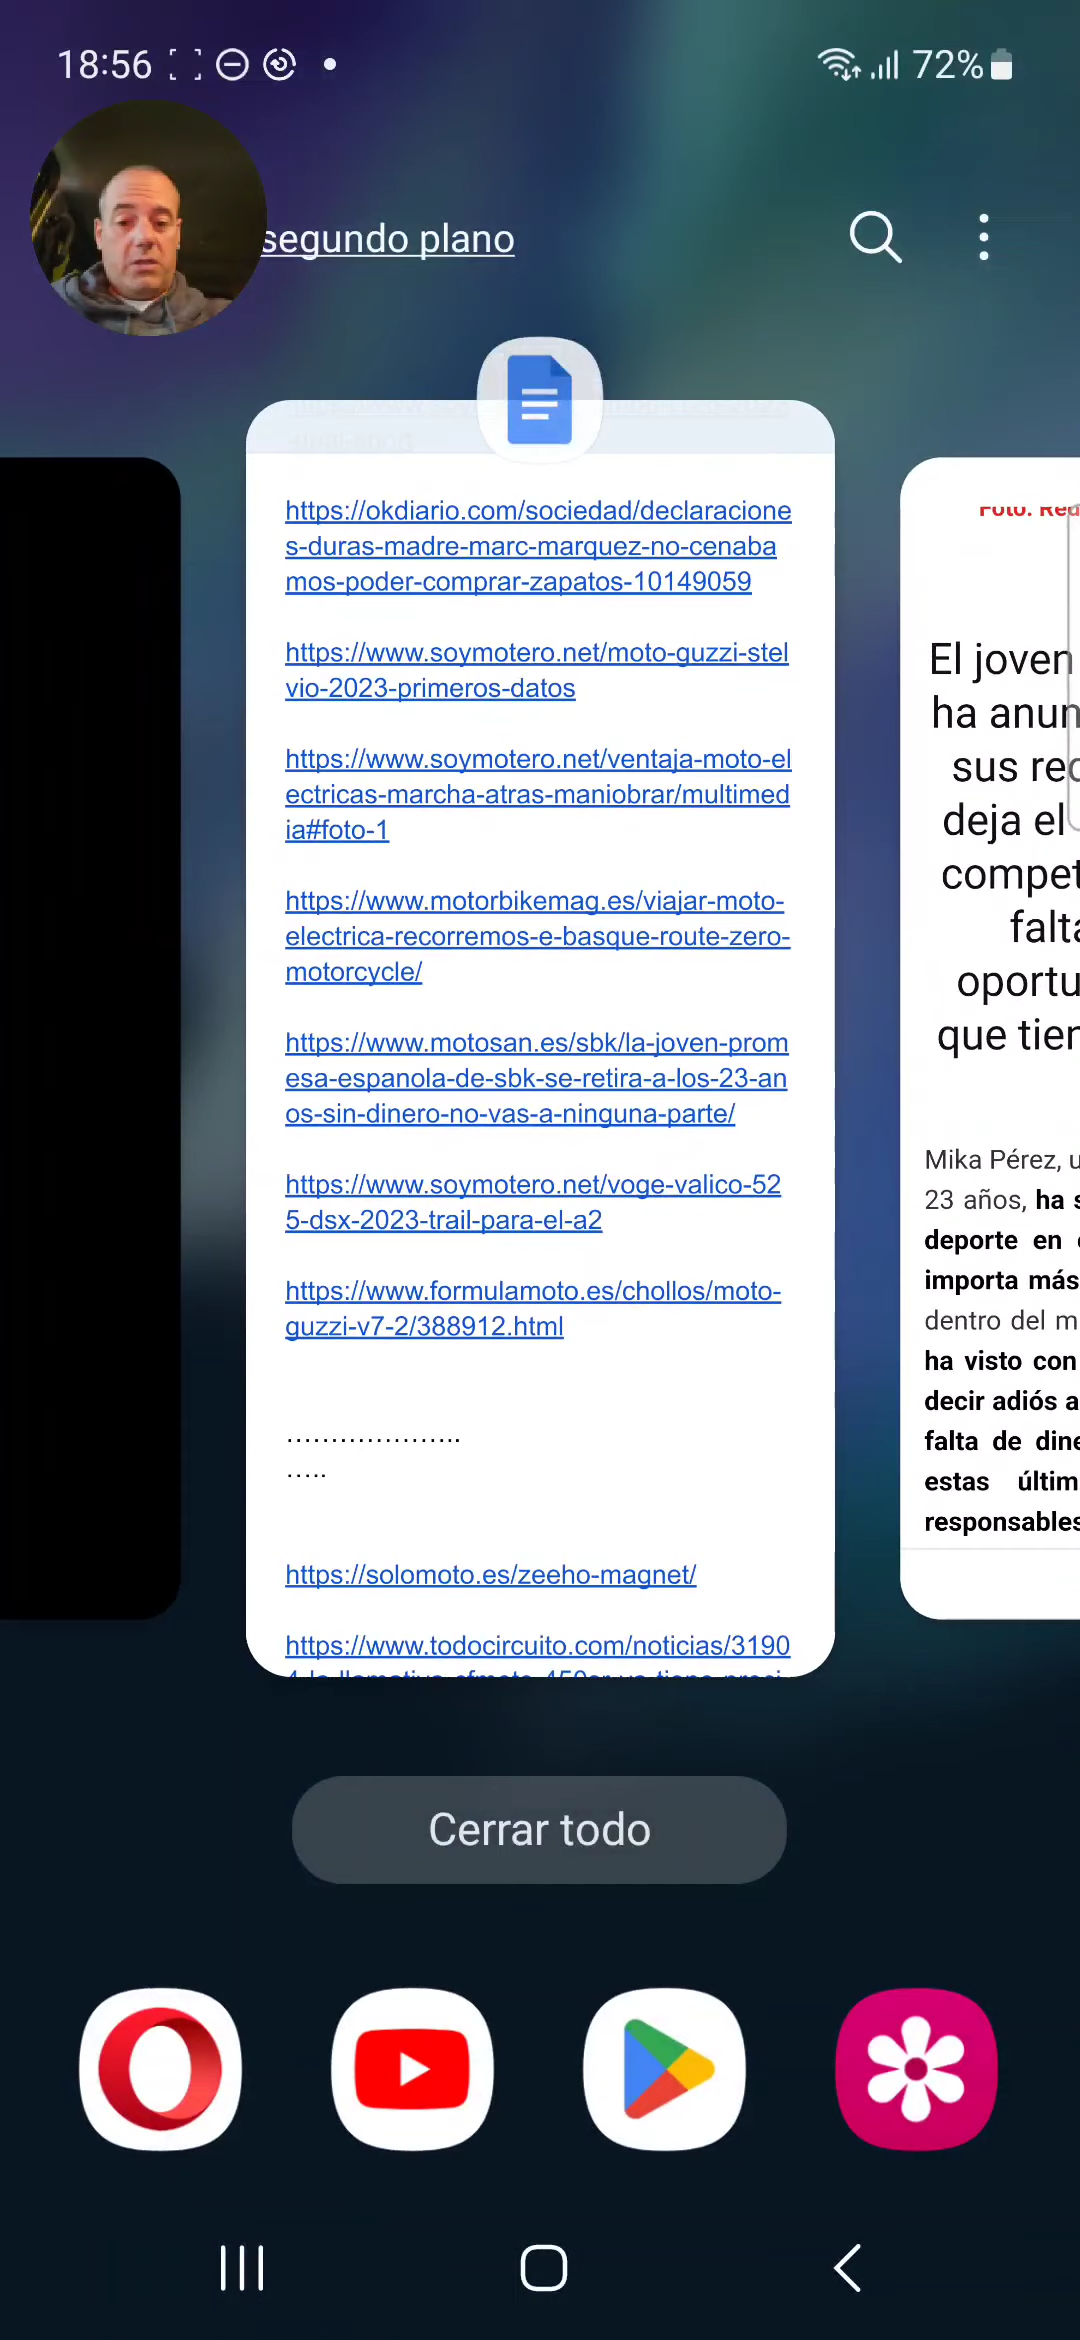 18:56
72%
segundo plano
https://okdiario.com/sociedad/declaracione
s-duras-madre-marc-marquez-no-cenaba
mos-poder-comprar-zapatos-10149059
https://www.soymotero.net/moto-guzzi-stel
vio-2023-primeros-datos
https://www.soymotero.net/ventaja-moto-el
ectricas-marcha-atras-maniobrar/multimed
ia#foto-1
https://www.motorbikemag.es/viajar-moto-
electrica-recorremos-e-basque-route-zero-
motorcycle/
https://www.motosan.es/sbk/la-joven-prom
esa-espanola-de-sbk-se-retira-a-los-23-an
os-sin-dinero-no-vas-a-ninguna-parte/
https://www.soymotero.net/voge-valico-52
5-dsx-2023-trail-para-el-a2
https://www.formulamoto.es/chollos/moto-
guzzi-v7-2/388912.html
....................
.....
https://solomoto.es/zeeho-magnet/
https://www.todocircuito.com/noticias/3190
Foto:
El joven
ha
sus
deja el
falta
que
Mika Pérez,
23 años, ha
deporte en
importa más
dentro del
ha visto con
decir adiós a
falta de
estas
responsables
Cerrar todo